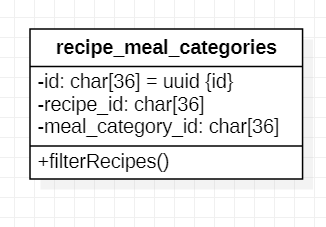 recipe_meal_categories
-id: char[36] = uuid {id}
-recipe_id: char[36]
-meal_category_id: char[36]
+filterRecipes()